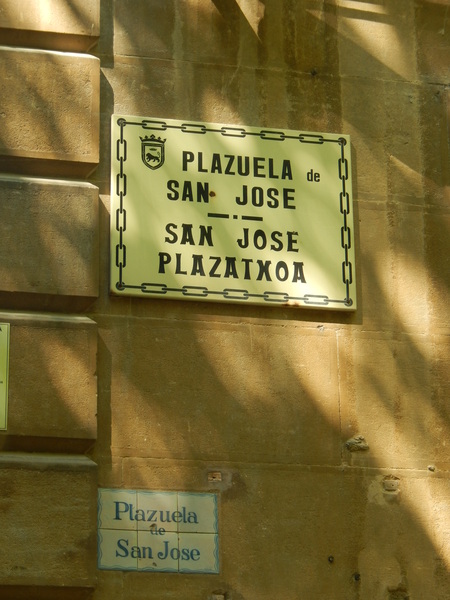 PLAZUELA de
SAN JOSE
SAN JOSE
PLAZATXOA
Plazuela
de
San Jose